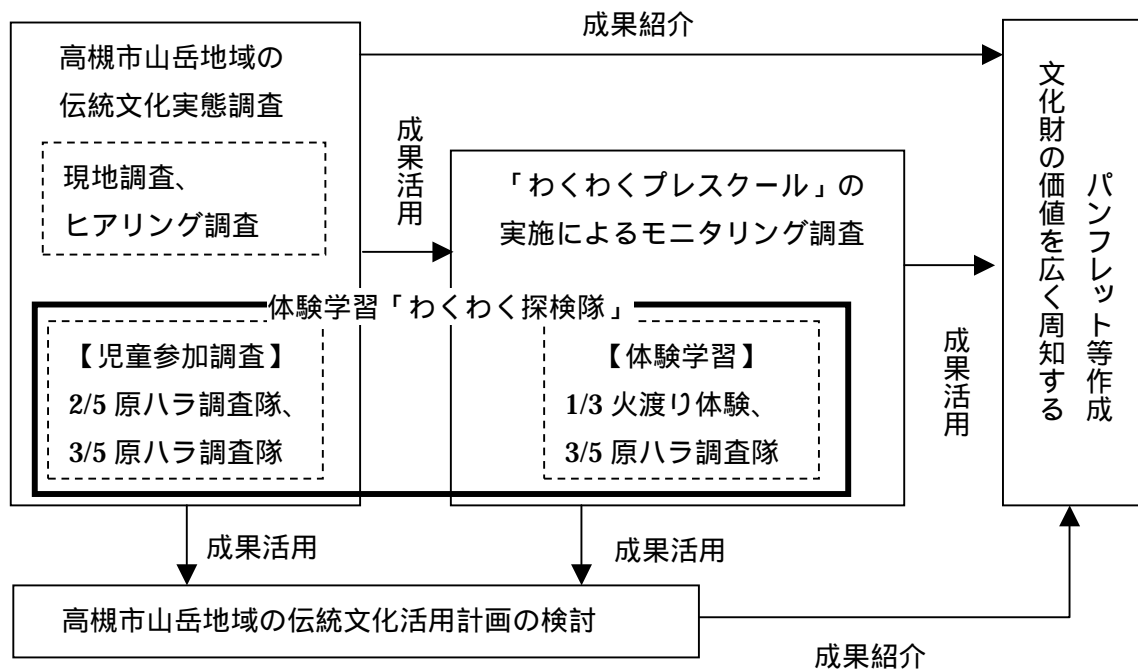 成果紹介
高槻市山岳地域の
伝統文化実態調査
現地調査、
ヒアリング調査
成果活用
「わくわくプレスクール」の
実施によるモニタリング調査
体験学習「わくわく探検隊」
【児童参加調査】
2/5 原ハラ調査隊、
3/5 原ハラ調査隊
【体験学習】
1/3 火渡り体験、
3/5 原ハラ調査隊
成果活用
パンフレット等作成
文化財の価値を広く周知する
成果活用
成果活用
高槻市山岳地域の伝統文化活用計画の検討
成果紹介